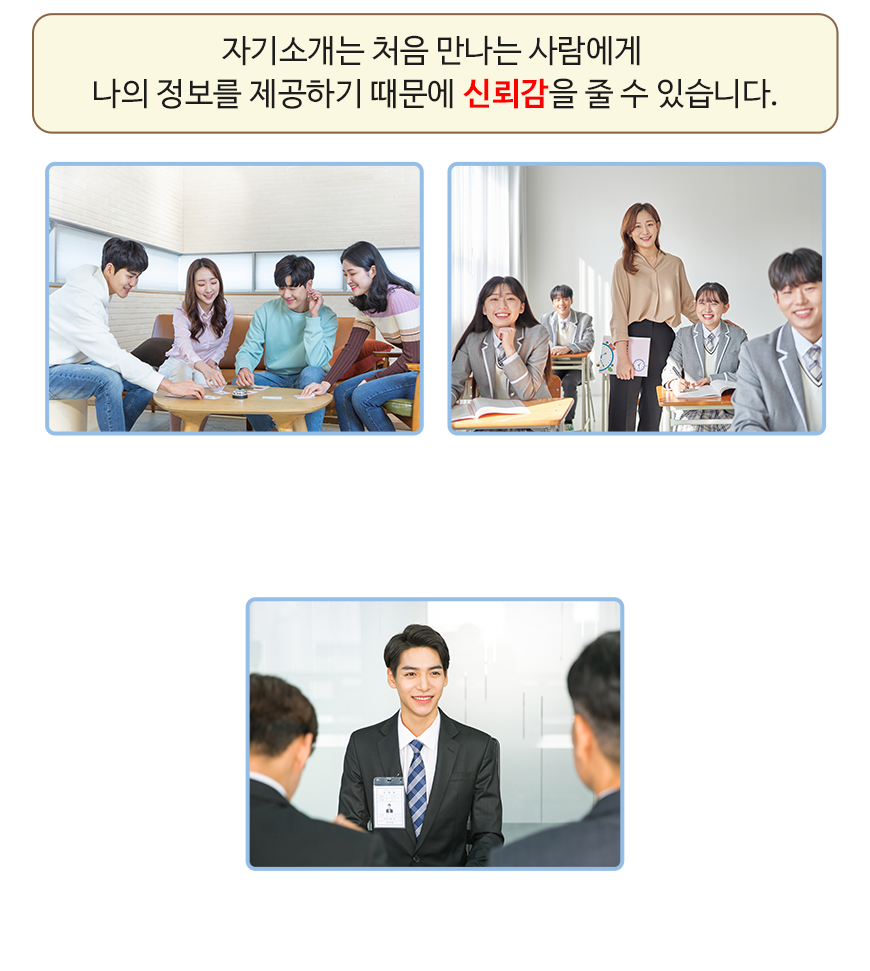 자기소개는 처음 만나는 사람에게
나의 정보를 제공하기 때문에 신뢰감을 줄 수 있습니다.